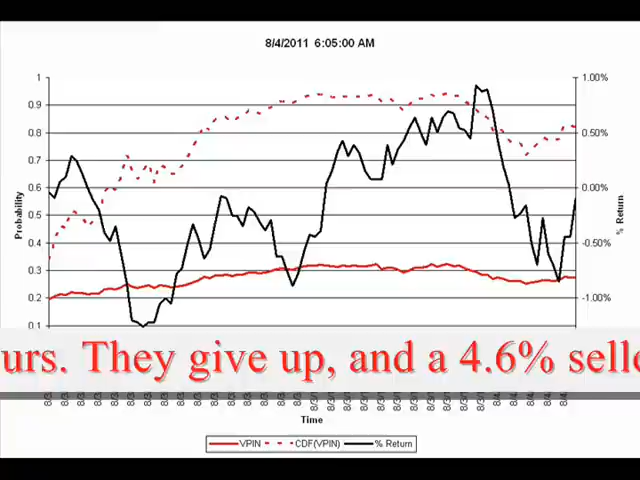 8/4/2011 6:05:00 AM
1 1.00%
0.9
0.8 0.50%
0.7
0.6 0.00%
0.5
0.4 -0.50%
0.3
0.2 -1.00%
0.1
Probability
% Return
urs. They give up, and a 4.6% sell
Time
VPIN CDF(VPIN) % Return